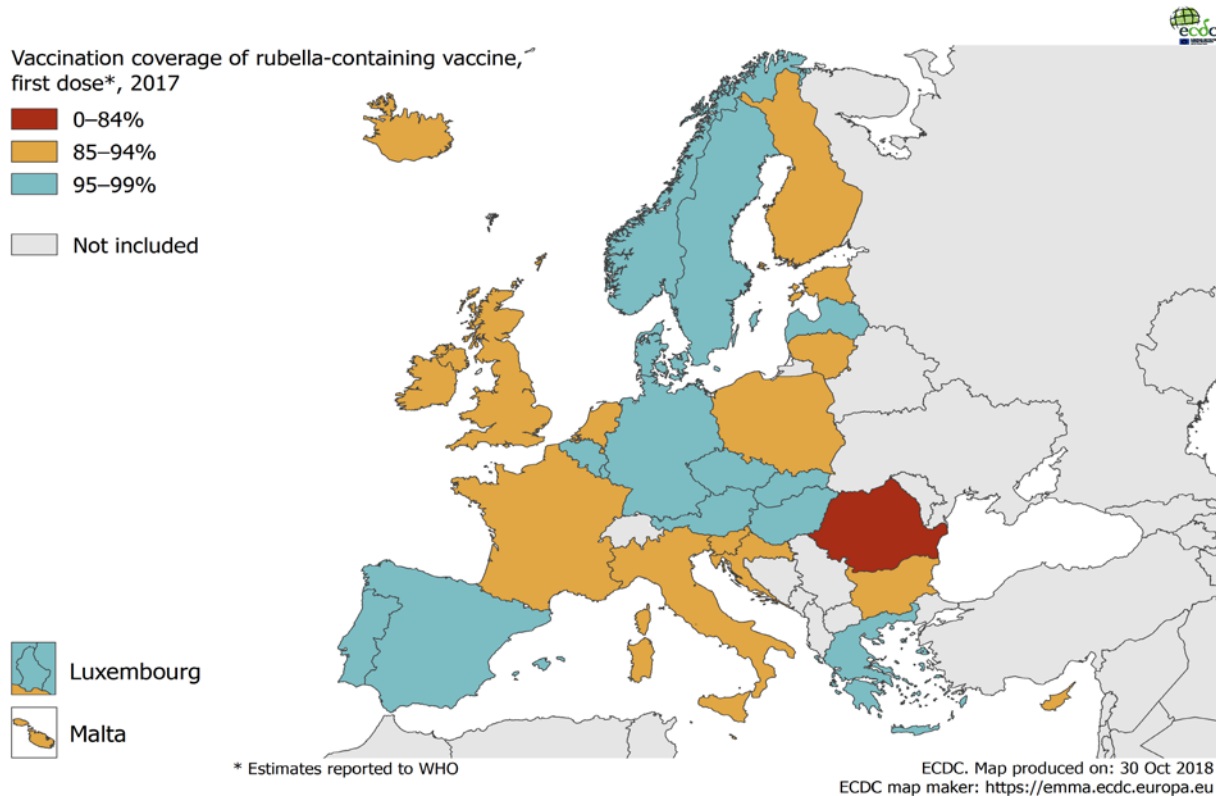 ecdc
Vaccination coverage of rubella-containing vaccine,
first dose*, 2017
0–84%
85–94%
95–99%
Not included
Luxembourg
Malta
* Estimates reported to WHO
ECDC. Map produced on: 30 Oct 2018
ECDC map maker: https://emma.ecdc.europa.eu